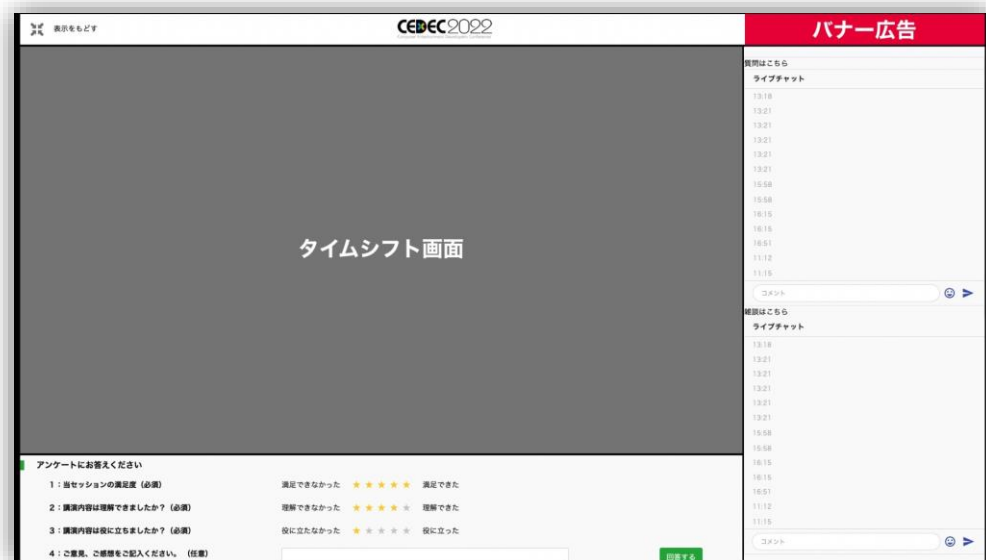 表示をもどす
CEDEC2022
バナー広告
タイムシフト画面
質問はこちら
ライブチャット
13:18
13:21
13:21
13:21
13:21
13:21
15:58
15:58
16:15
16:15
16:51
11:12
11:15
コメント
雑談はこちら
ライブチャット
13:18
13:21
13:21
13:21
13:21
13:21
15:58
15:58
16:15
16:15
16:51
11:12
11:15
コメント
アンケートにお答えください
1：当セッションの満足度（必須） 満足できなかった ★★★★★ 満足できた
2：講演内容は理解できましたか？（必須） 理解できなかった ★★★★★ 理解できた
3：講演内容は役に立ちましたか？（必須） 役に立たなかった ★★★★★ 役に立った
4：ご意見、ご感想をご記入ください。（任意） 回答する